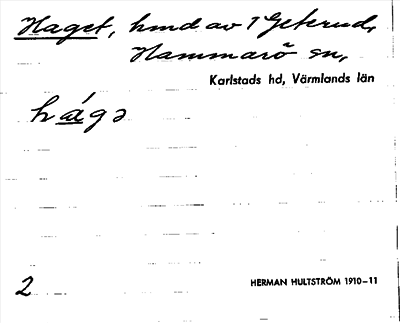 Haget, hmd av 1 Geterud,
Hammarö sn,
Karlstads hd, Värmlands län
hágə
2
HERMAN HULTSTRÖM 1910–11